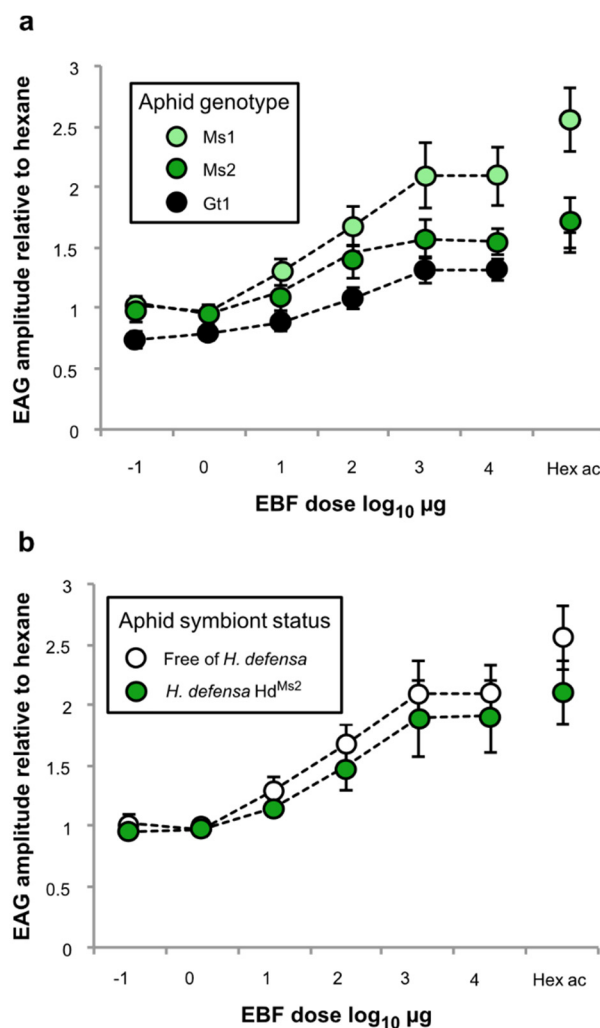 a
EAG amplitude relative to hexane
3
2.5
2
1.5
1
0.5
0
Aphid genotype
Ms1
Ms2
Gt1
-1 0 1 2 3 4 Hex ac
EBF dose log10 µg
b
EAG amplitude relative to hexane
3
2.5
2
1.5
1
0.5
0
Aphid symbiont status
Free of H. defensa
H. defensa HdMs2
-1 0 1 2 3 4 Hex ac
EBF dose log10 µg